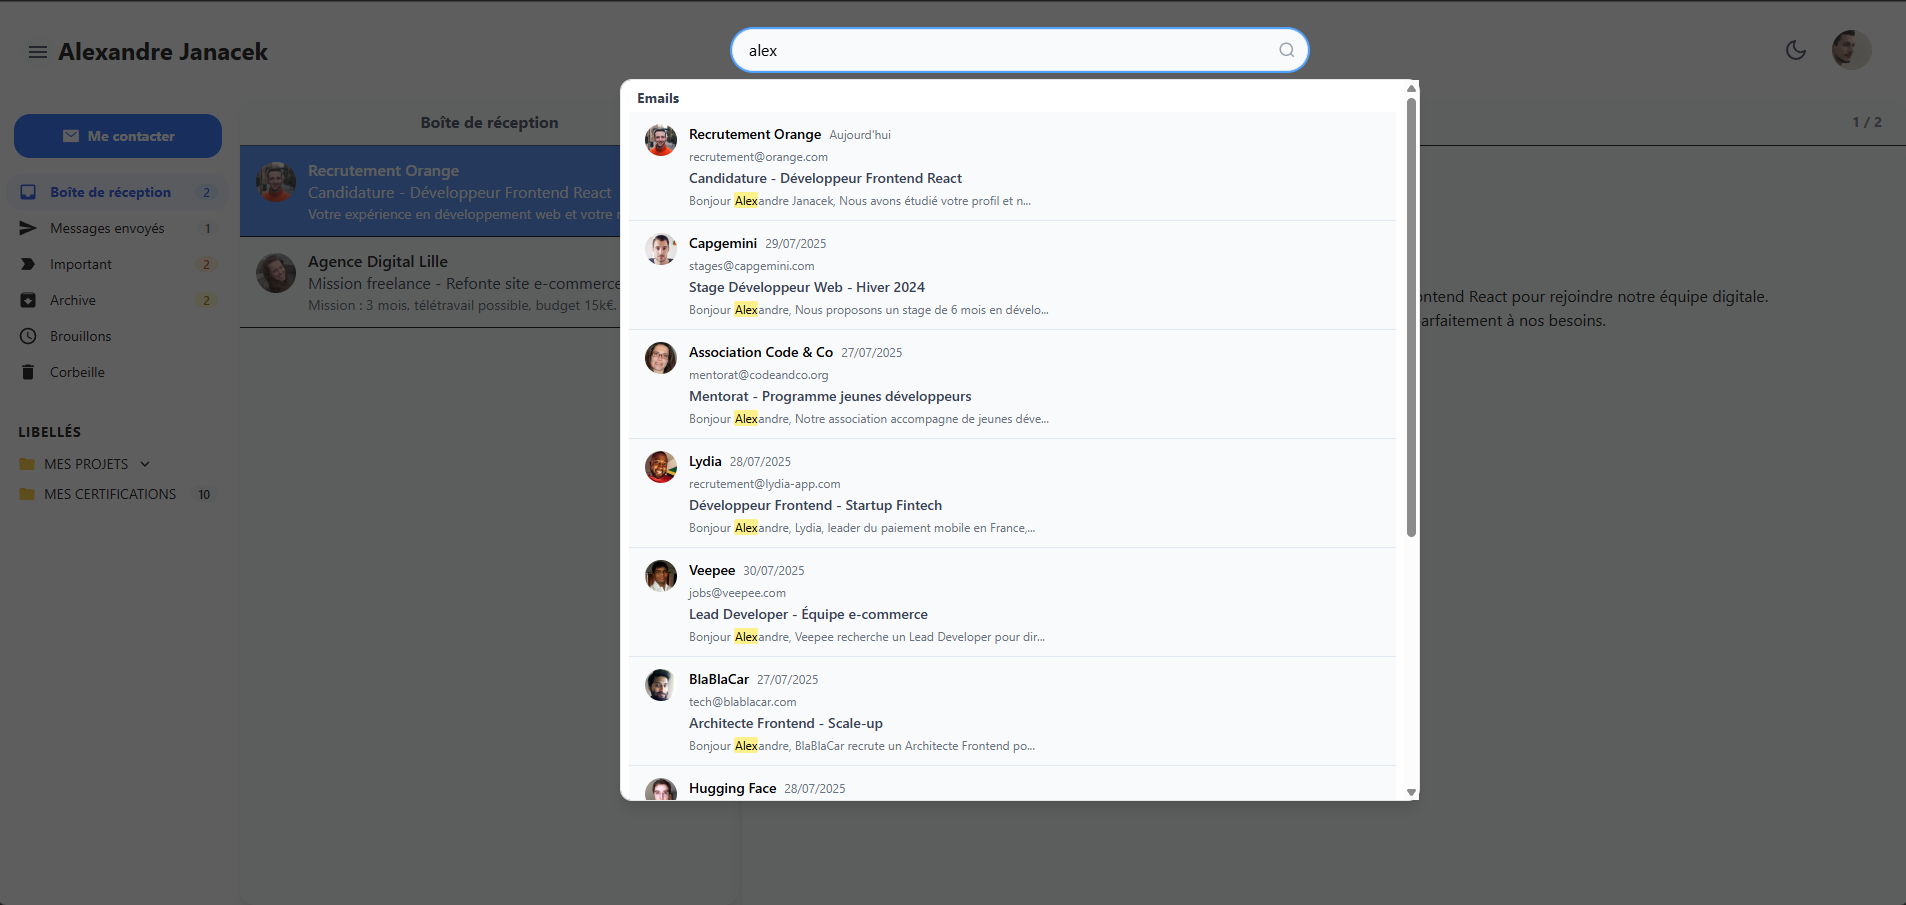 Alexandre Janacek
alex
Me contacter
Boîte de réception 2
Messages envoyés 1
Important 2
Archive 2
Brouillons
Corbeille
LIBELLÉS
MES PROJETS
MES CERTIFICATIONS 10
Boîte de réception
Recrutement Orange
Candidature - Développeur Frontend React
Votre expérience en développement web et votre
Agence Digital Lille
Mission freelance - Refonte site e-commerce
Mission : 3 mois, télétravail possible, budget 15k€.
Emails
Recrutement Orange Aujourd'hui
recrutement@orange.com
Candidature - Développeur Frontend React
Bonjour Alexandre Janacek, Nous avons étudié votre profil et n...
Capgemini 29/07/2025
stages@capgemini.com
Stage Développeur Web - Hiver 2024
Bonjour Alexandre, Nous proposons un stage de 6 mois en dévelo...
Association Code & Co 27/07/2025
mentorat@codeandco.org
Mentorat - Programme jeunes développeurs
Bonjour Alexandre, Notre association accompagne de jeunes déve...
Lydia 28/07/2025
recrutement@lydia-app.com
Développeur Frontend - Startup Fintech
Bonjour Alexandre, Lydia, leader du paiement mobile en France,...
Veepee 30/07/2025
jobs@veepee.com
Lead Developer - Équipe e-commerce
Bonjour Alexandre, Veepee recherche un Lead Developer pour dir...
BlaBlaCar 27/07/2025
tech@blablacar.com
Architecte Frontend - Scale-up
Bonjour Alexandre, BlaBlaCar recrute un Architecte Frontend po...
Hugging Face 28/07/2025
1 / 2
ontend React pour rejoindre notre équipe digitale.
arfaitement à nos besoins.